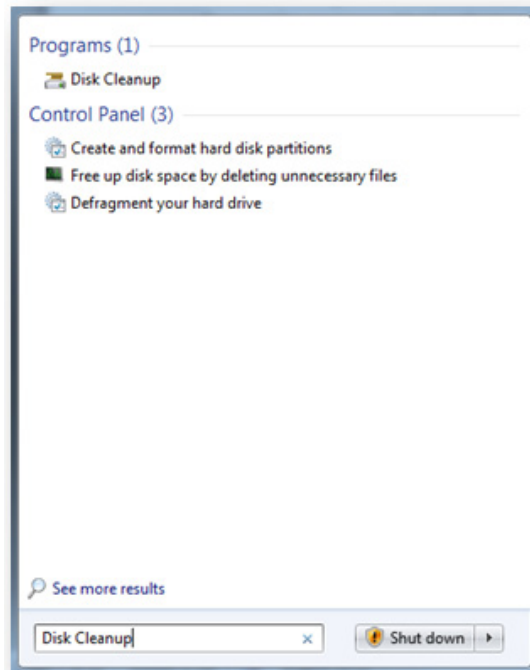 Programs (1)
Disk Cleanup
Control Panel (3)
Create and format hard disk partitions
Free up disk space by deleting unnecessary files
Defragment your hard drive
See more results
Disk Cleanup
Shut down